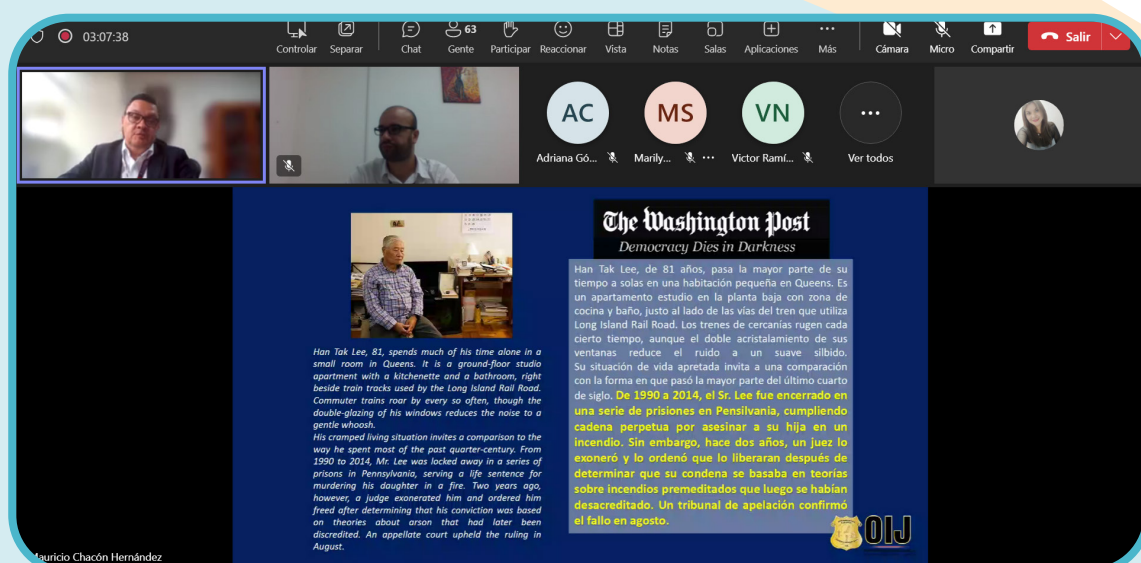 03:07:38
Controlar
Separar
Chat
63
Gente
Participar
Reaccionar
Vista
Notas
Salas
Aplicaciones
Más
Cámara
Micro
Compartir
Salir
AC
MS
VN
Adriana Gó...
Marily...
Victor Ramí...
Ver todos
Han Tak Lee, 81, spends much of his time alone in a
small room in Queens. It is a ground-floor studio
apartment with a kitchenette and a bathroom, right
beside train tracks used by the Long Island Rail Road.
Commuter trains roar by every so often, though the
double-glazing of his windows reduces the noise to a
gentle whoosh.
His cramped living situation invites a comparison to the
way he spent most of the past quarter-century. From
1990 to 2014, Mr. Lee was locked away in a series of
prisons in Pennsylvania, serving a life sentence for
murdering his daughter in a fire. Two years ago,
however, a judge exonerated him and ordered him
freed after determining that his conviction was based
on theories about arson that had later been
discredited. An appellate court upheld the ruling in
August.
The Washington Post
Democracy Dies in Darkness
Han Tak Lee, de 81 años, pasa la mayor parte de su
tiempo a solas en una habitación pequeña en Queens. Es
un apartamento estudio en la planta baja con zona de
cocina y baño, justo al lado de las vías del tren que utiliza
Long Island Rail Road. Los trenes de cercanías rugen cada
cierto tiempo, aunque el doble acristalamiento de sus
ventanas reduce el ruido a un suave silbido.
Su situación de vida apretada invita a una comparación
con la forma en que pasó la mayor parte del último cuarto
de siglo. De 1990 a 2014, el Sr. Lee fue encerrado en
una serie de prisiones en Pensilvania, cumpliendo
cadena perpetua por asesinar a su hija en un
incendio. Sin embargo, hace dos años, un juez lo
exoneró y lo ordenó que lo liberaran después de
determinar que su condena se basaba en teorías
sobre incendios premeditados que luego se habían
desacreditado. Un tribunal de apelación confirmó
el fallo en agosto.
OIJ
Mauricio Chacón Hernández